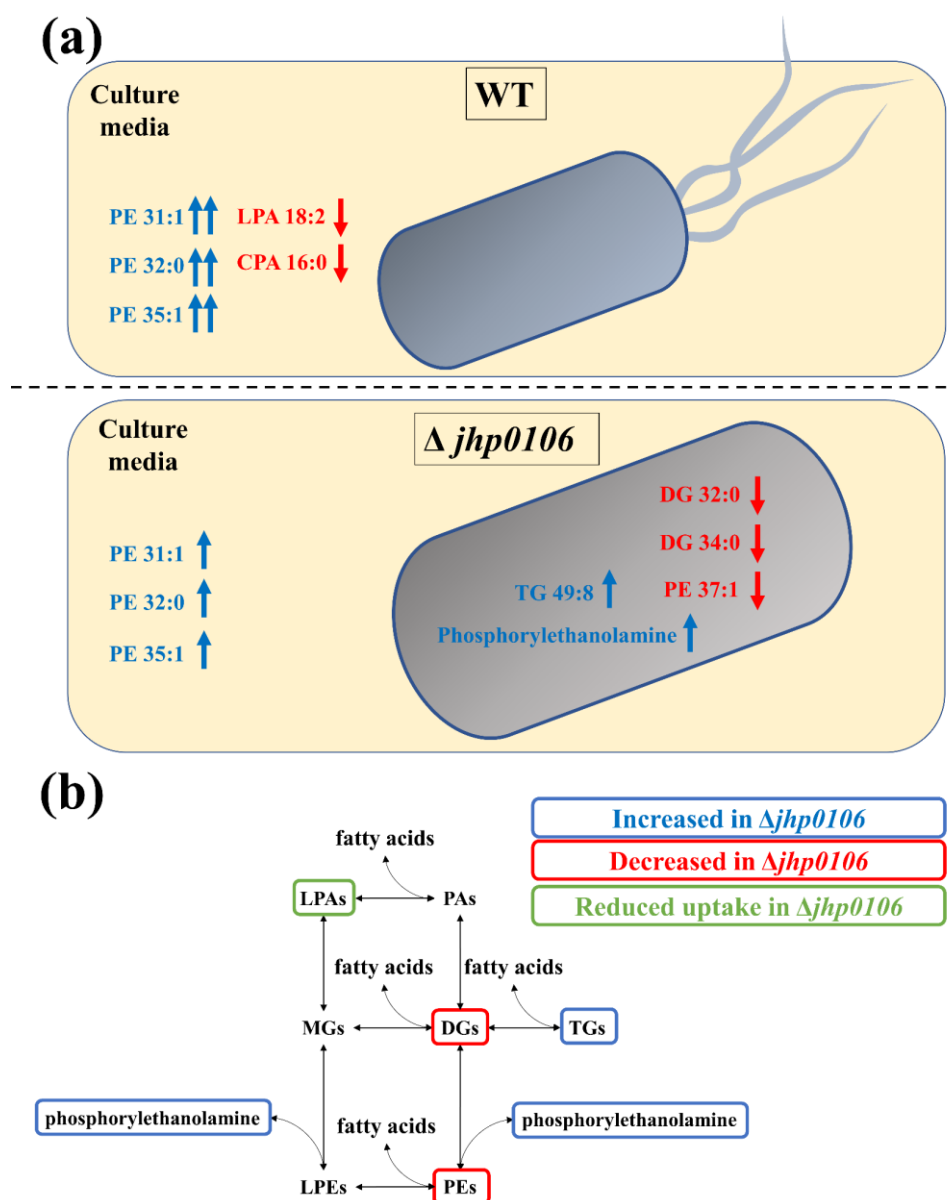 (a)
WT
Culture
media
PE 31:1
LPA 18:2
PE 32:0
CPA 16:0
PE 35:1
Δ jhp0106
Culture
media
DG 32:0
DG 34:0
PE 31:1
TG 49:8
PE 37:1
PE 32:0
Phosphorylethanolamine
PE 35:1
(b)
Increased in Δjhp0106
Decreased in Δjhp0106
Reduced uptake in Δjhp0106
fatty acids
LPAs
PAs
fatty acids
fatty acids
MGs
DGs
TGs
phosphorylethanolamine
phosphorylethanolamine
fatty acids
LPEs
PEs